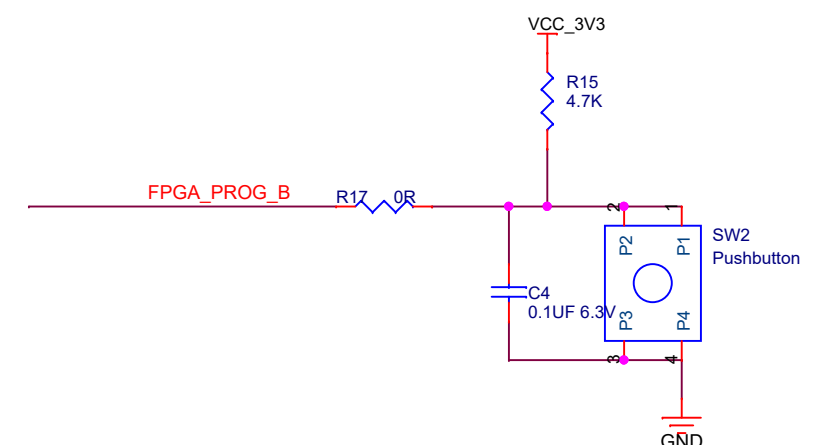 VCC_3V3
R15
4.7K
FPGA_PROG_B
R17 0R
2
1
SW2
Pushbutton
P2
P1
C4
0.1UF 6.3V
P3
P4
3
4
GND